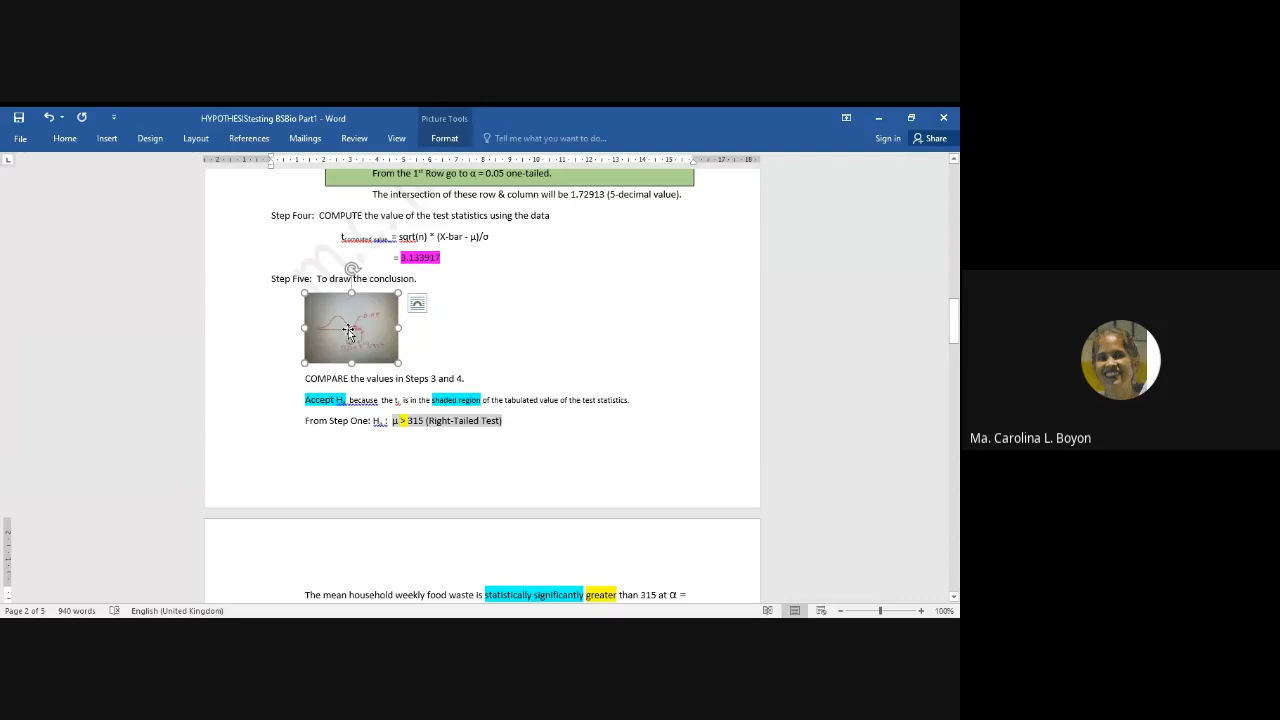 HYPOTHESIStesting BSBio Part1 - Word
Picture Tools
File
Home
Insert
Design
Layout
References
Mailings
Review
View
Format
Tell me what you want to do...
Sign in
Share
From the 1st Row go to α = 0.05 one-tailed.
The intersection of these row & column will be 1.72913 (5-decimal value).
Step Four: COMPUTE the value of the test statistics using the data
tcomputed value = sqrt(n) * (X-bar - μ)/σ
= 3.133917
Step Five: To draw the conclusion.
COMPARE the values in Steps 3 and 4.
Accept Ha because the tc is in the shaded region of the tabulated value of the test statistics.
From Step One: Ha : μ > 315 (Right-Tailed Test)
The mean household weekly food waste is statistically significantly greater than 315 at α =
Page 2 of 5
940 words
English (United Kingdom)
100%
Ma. Carolina L. Boyon